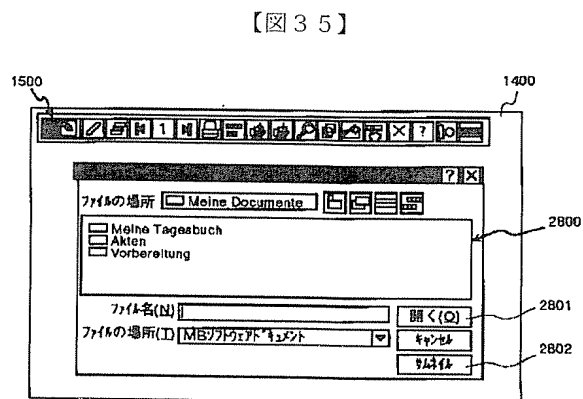 【図３５】
1500
1400
1
?
? X
ファイルの場所 Meine Documente
Meine Tagesbuch
Akten
Vorbereitung
2800
ファイル名(N)
開く(O)
2801
ファイルの場所(T) MBソフトウェアドキュメント
キャンセル
サムネイル
2802